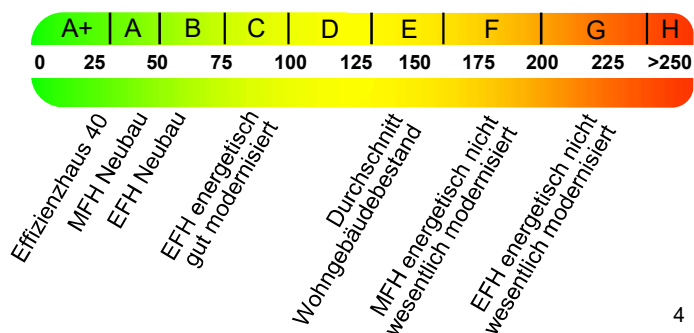 A+ A B C D E F G H
0 25 50 75 100 125 150 175 200 225 >250
Effizienzhaus 40
MFH Neubau
EFH Neubau
EFH energetisch
gut modernisiert
Durchschnitt
Wohngebäudebestand
MFH energetisch nicht
wesentlich modernisiert
EFH energetisch nicht
wesentlich modernisiert
4